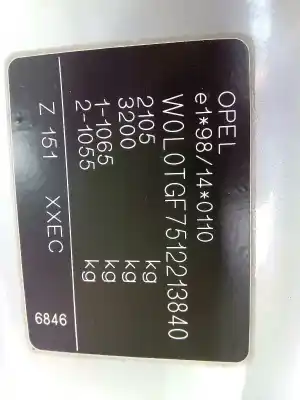 OPEL
e1*98/14*0110
W0L0TGF7512213840
2105 kg
3200 kg
1-1065 kg
2-1055 kg
Z 151 XXEC
6846